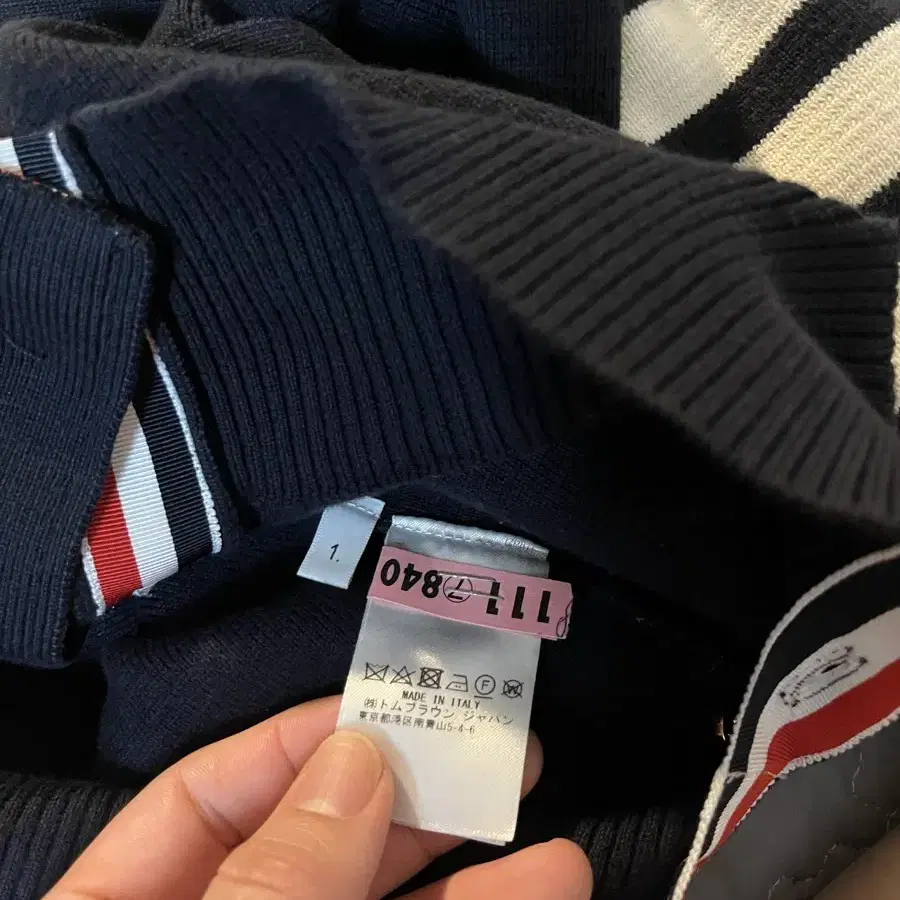 1.
111 ⑦ 840
MADE IN ITALY
㈱トムブラウン ジャパン
東京都港区南青山5-4-6